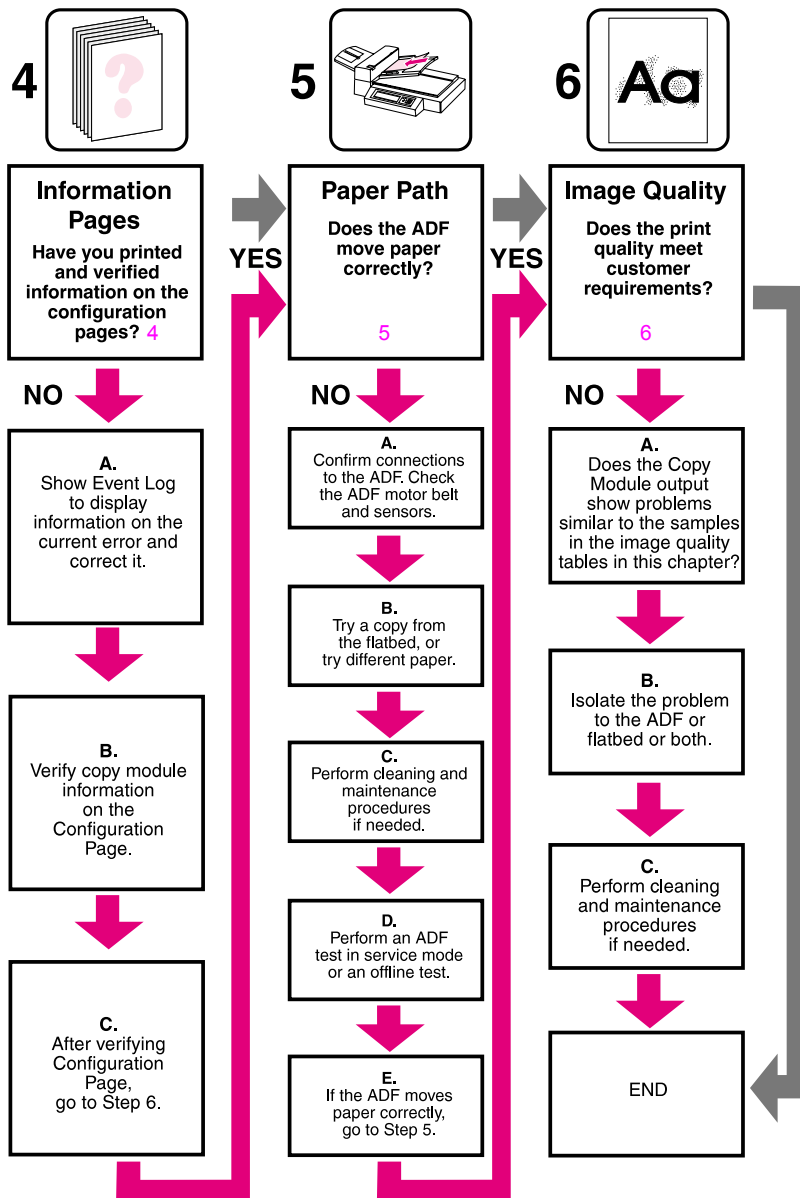 4
?
Information
Pages
Have you printed
and verified
information on the
configuration
pages? 4
YES
NO
A.
Show Event Log
to display
information on the
current error and
correct it.
B.
Verify copy module
information
on the
Configuration
Page.
C.
After verifying
Configuration
Page,
go to Step 6.
5
Paper Path
Does the ADF
move paper
correctly?
5
YES
NO
A.
Confirm connections
to the ADF. Check
the ADF motor belt
and sensors.
B.
Try a copy from
the flatbed, or
try different paper.
C.
Perform cleaning and
maintenance
procedures
if needed.
D.
Perform an ADF
test in service mode
or an offline test.
E.
If the ADF moves
paper correctly,
go to Step 5.
6
Aa
Image Quality
Does the print
quality meet
customer
requirements?
6
NO
A.
Does the Copy
Module output
show problems
similar to the samples
in the image quality
tables in this chapter?
B.
Isolate the problem
to the ADF or
flatbed or both.
C.
Perform cleaning
and maintenance
procedures
if needed.
END